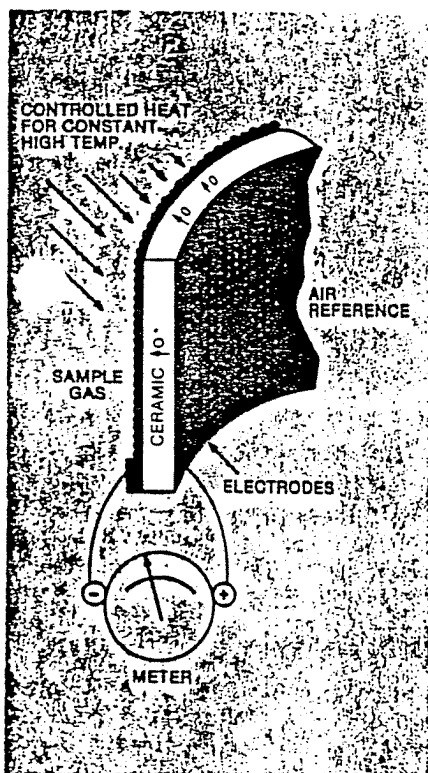 CONTROLLED HEAT
FOR CONSTANT
HIGH TEMP.
↑O
↑O
AIR
REFERENCE
CERAMIC ↑O"
SAMPLE
GAS
ELECTRODES
−
+
METER